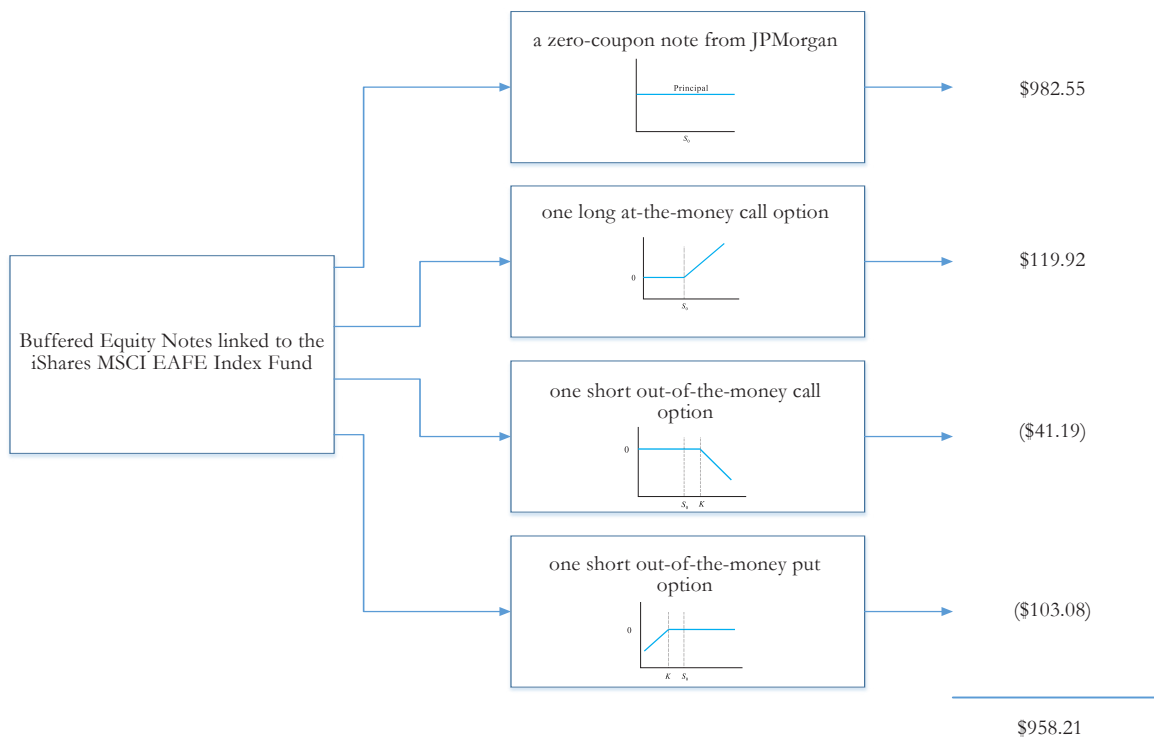 a zero-coupon note from JPMorgan
Principal
S₀
$982.55
one long at-the-money call option
0
S₀
$119.92
Buffered Equity Notes linked to the
iShares MSCI EAFE Index Fund
one short out-of-the-money call
option
0
S₀ K
($41.19)
one short out-of-the-money put
option
0
K S₀
($103.08)
$958.21